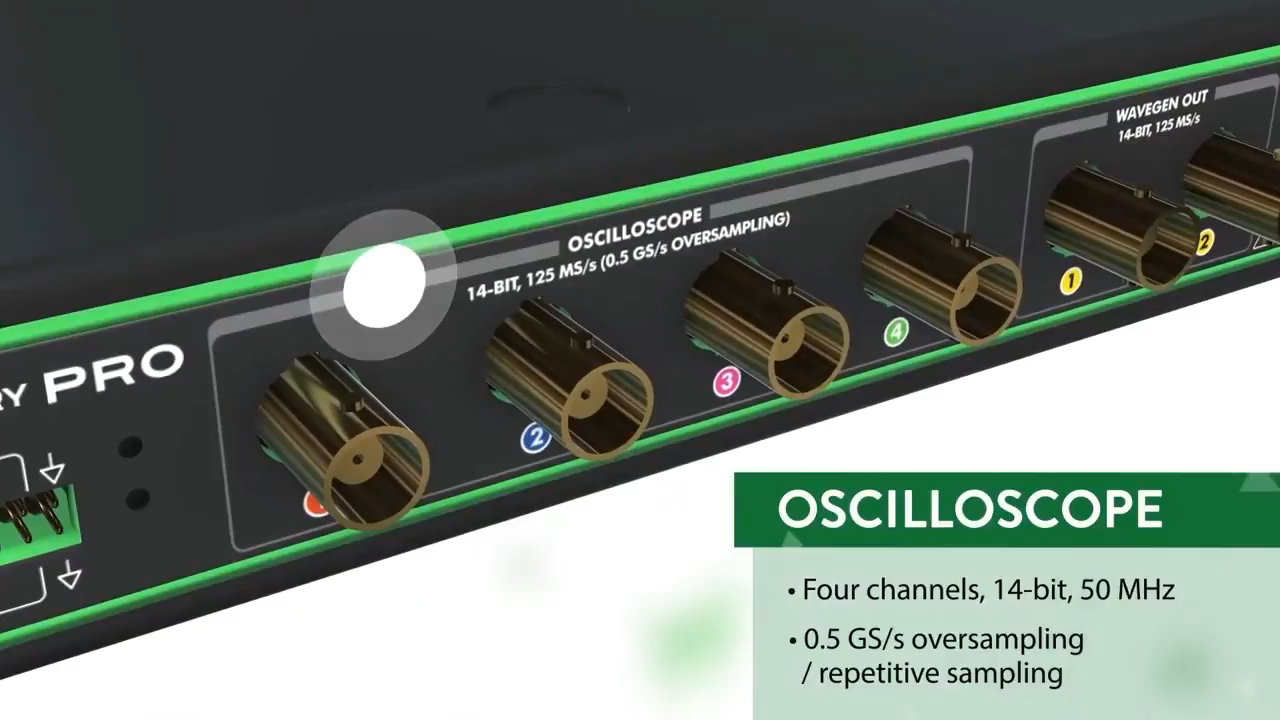 WAVEGEN OUT
14-BIT, 125 MS/s
OSCILLOSCOPE
14-BIT, 125 MS/s (0.5 GS/s OVERSAMPLING)
RY PRO
2
3
4
1
2
OSCILLOSCOPE
• Four channels, 14-bit, 50 MHz
• 0.5 GS/s oversampling
/ repetitive sampling